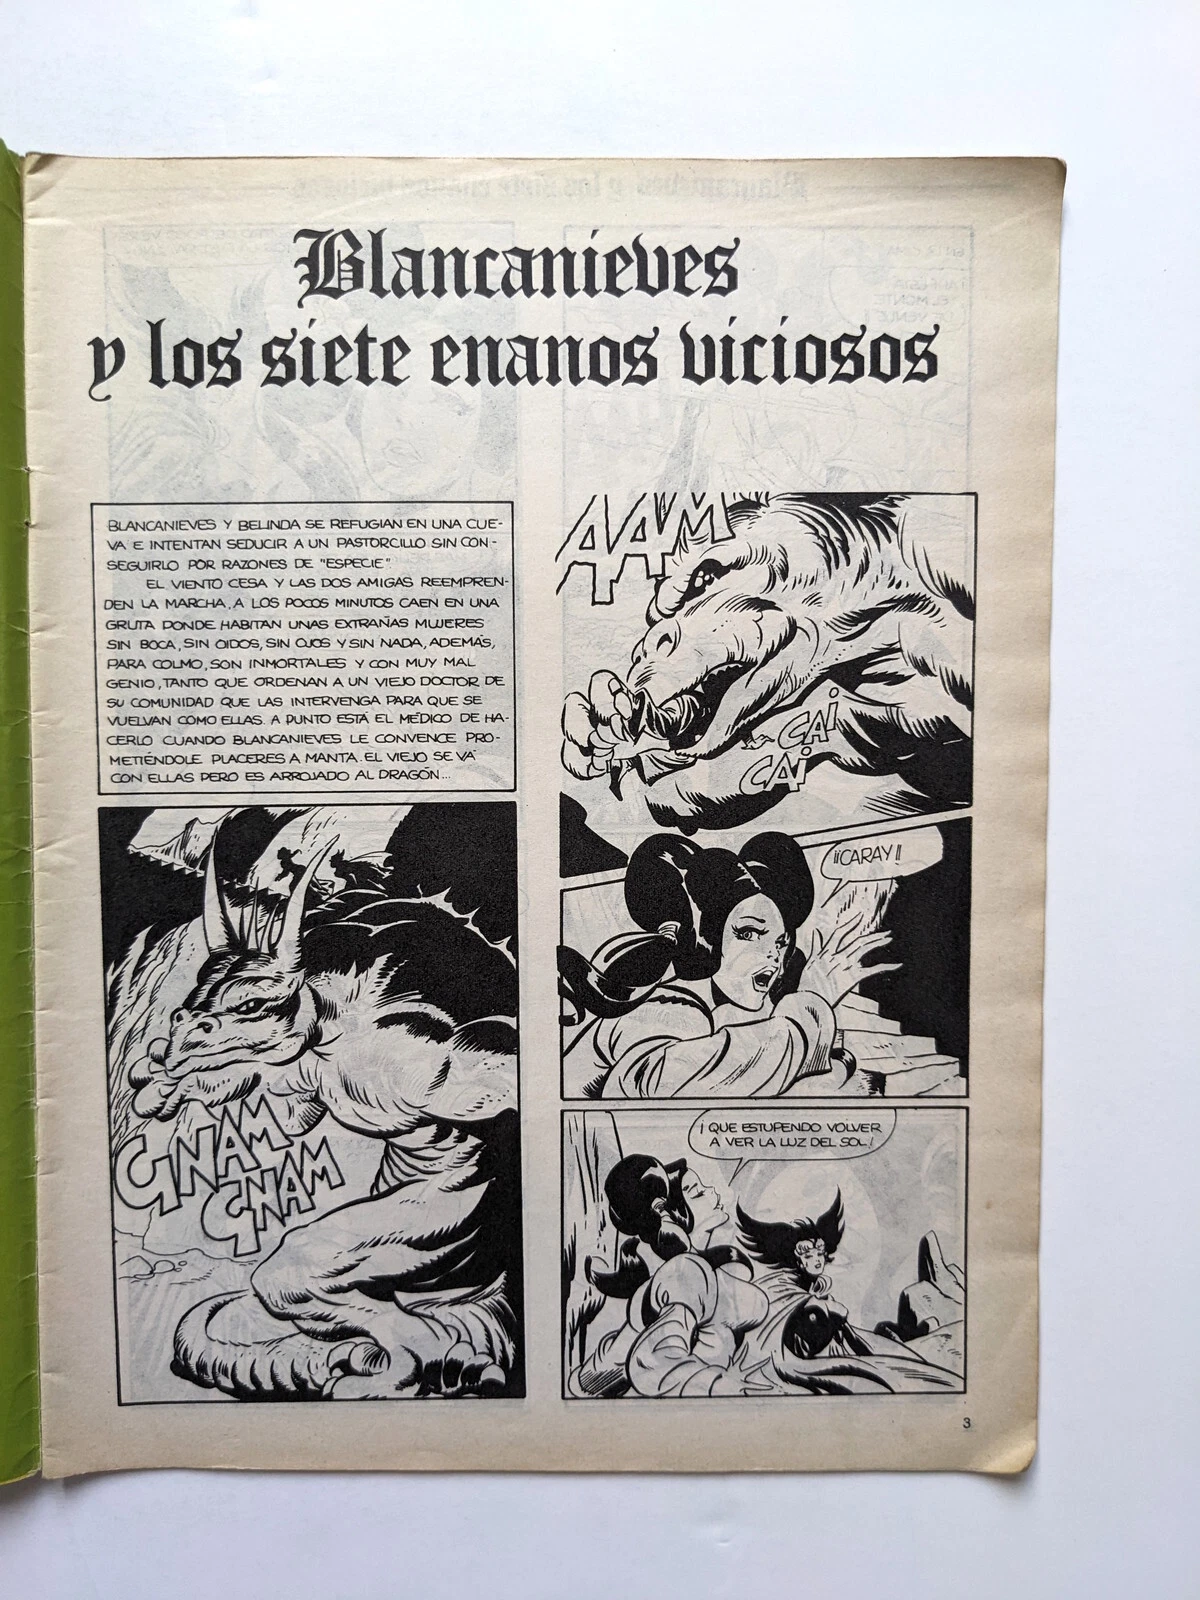 Blancanieves
y los siete enanos viciosos
BLANCANIEVES Y BELINDA SE REFUGIAN EN UNA CUE-
VA E INTENTAN SEDUCIR A UN PASTORCILLO SIN CON-
SEGUIRLO POR RAZONES DE "ESPECIE".
EL VIENTO CESA Y LAS DOS AMIGAS REEMPREN-
DEN LA MARCHA. A LOS POCOS MINUTOS CAEN EN UNA
GRUTA DONDE HABITAN UNAS EXTRAÑAS MUJERES
SIN BOCA, SIN OIDOS, SIN OJOS Y SIN NADA, ADEMÁS,
PARA COLMO, SON INMORTALES Y CON MUY MAL
GENIO, TANTO QUE ORDENAN A UN VIEJO DOCTOR DE
SU COMUNIDAD QUE LAS INTERVENGA PARA QUE SE
VUELVAN COMO ELLAS. A PUNTO ESTÁ EL MÉDICO DE HA-
CERLO CUANDO BLANCANIEVES LE CONVENCE PRO-
METIÉNDOLE PLACERES A MANTA. EL VIEJO SE VA
CON ELLAS PERO ES ARROJADO AL DRAGÓN...
GNAM
GNAM
AAAM
CAI
CAI
¡¡CARAY!!
¡QUE ESTUPENDO VOLVER
A VER LA LUZ DEL SOL!
3